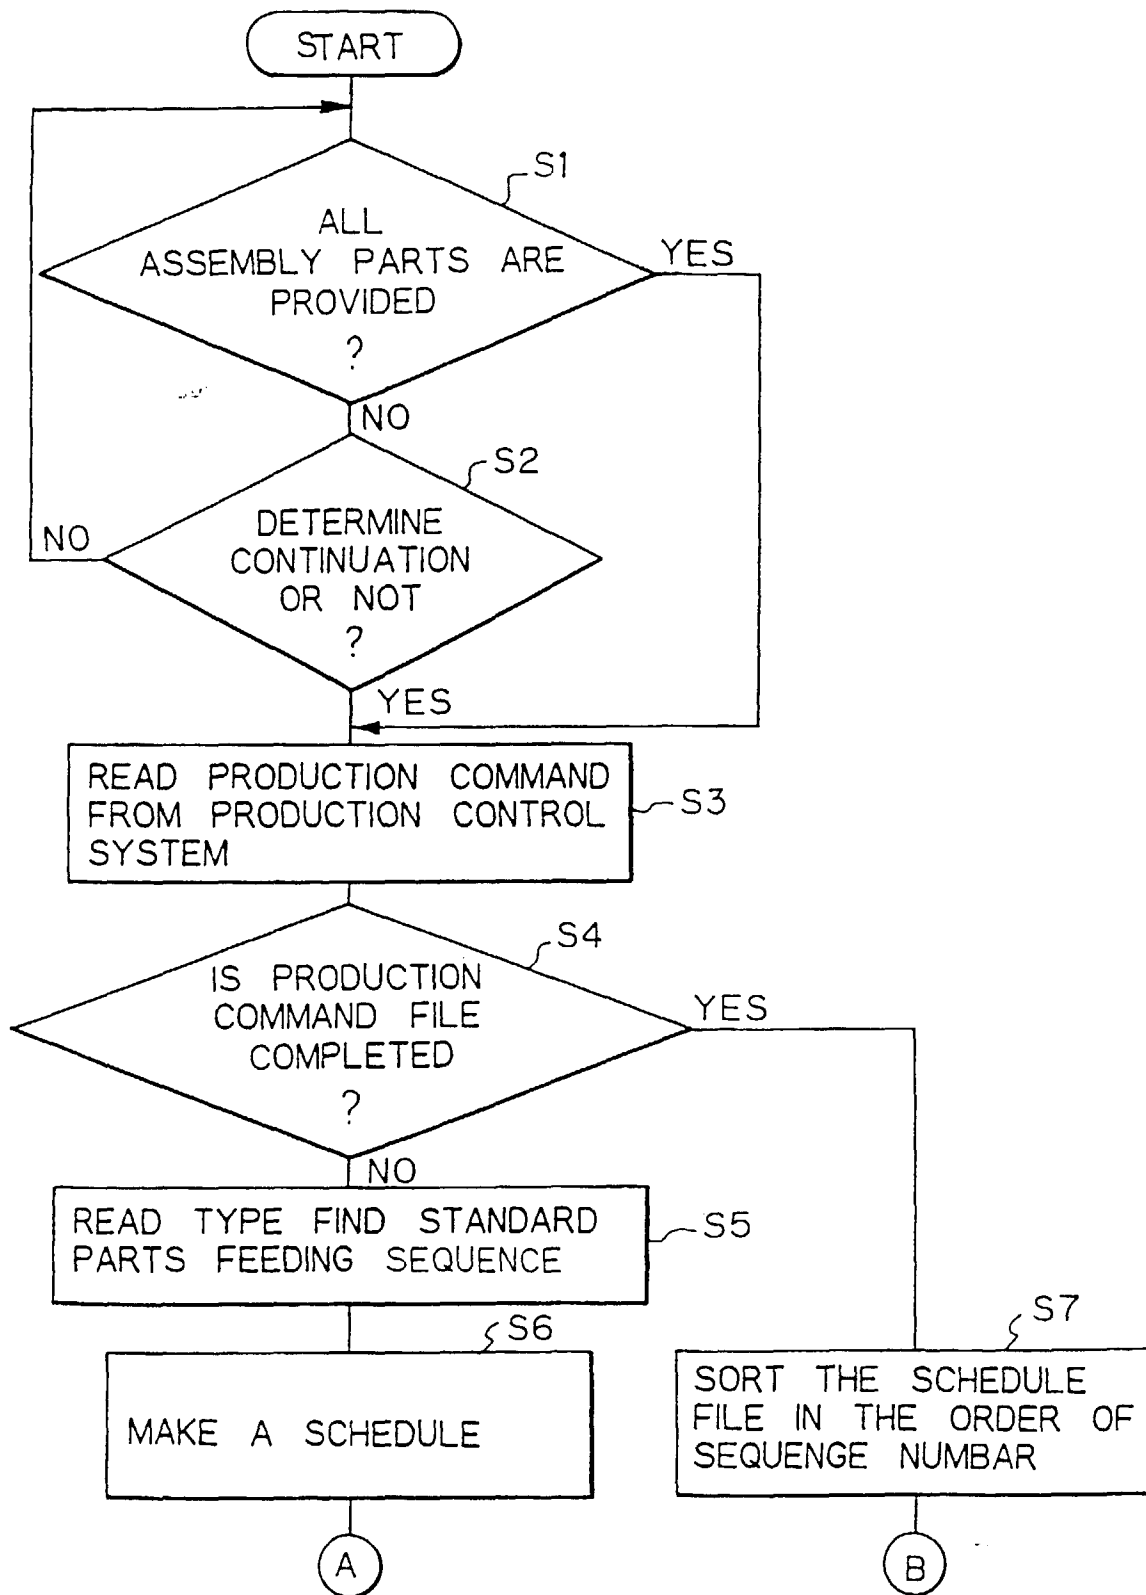 START
S1
ALL
ASSEMBLY PARTS ARE
PROVIDED
?
YES
NO
S2
DETERMINE
CONTINUATION
OR NOT
?
NO
YES
READ PRODUCTION COMMAND
FROM PRODUCTION CONTROL
SYSTEM
S3
S4
IS PRODUCTION
COMMAND FILE
COMPLETED
?
YES
NO
READ TYPE FIND STANDARD
PARTS FEEDING SEQUENCE
S5
S6
MAKE A SCHEDULE
S7
SORT THE SCHEDULE
FILE IN THE ORDER OF
SEQUENGE NUMBAR
A
B